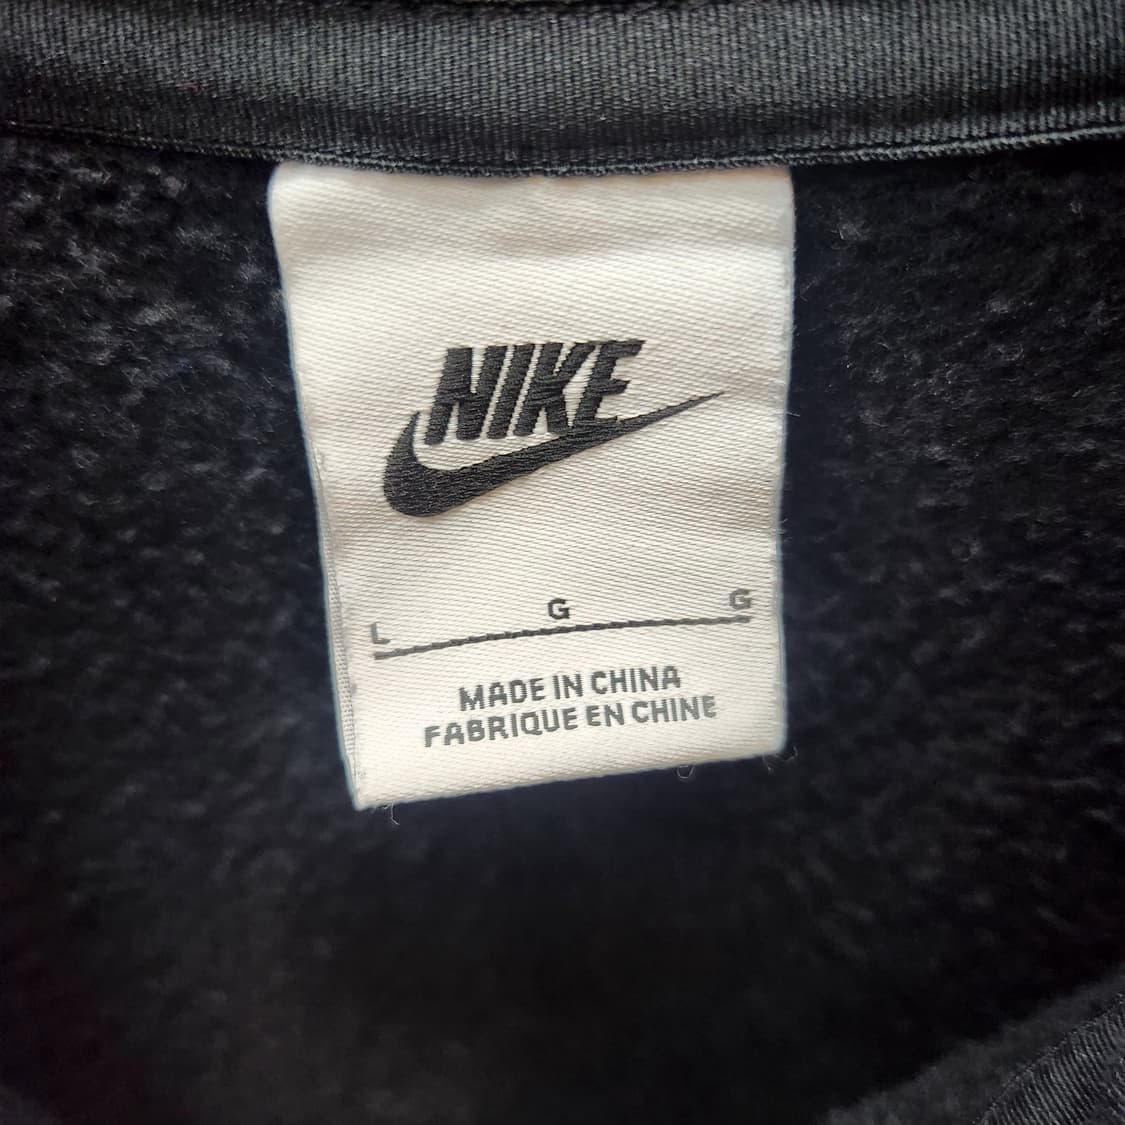 NIKE
L G G
MADE IN CHINA
FABRIQUE EN CHINE